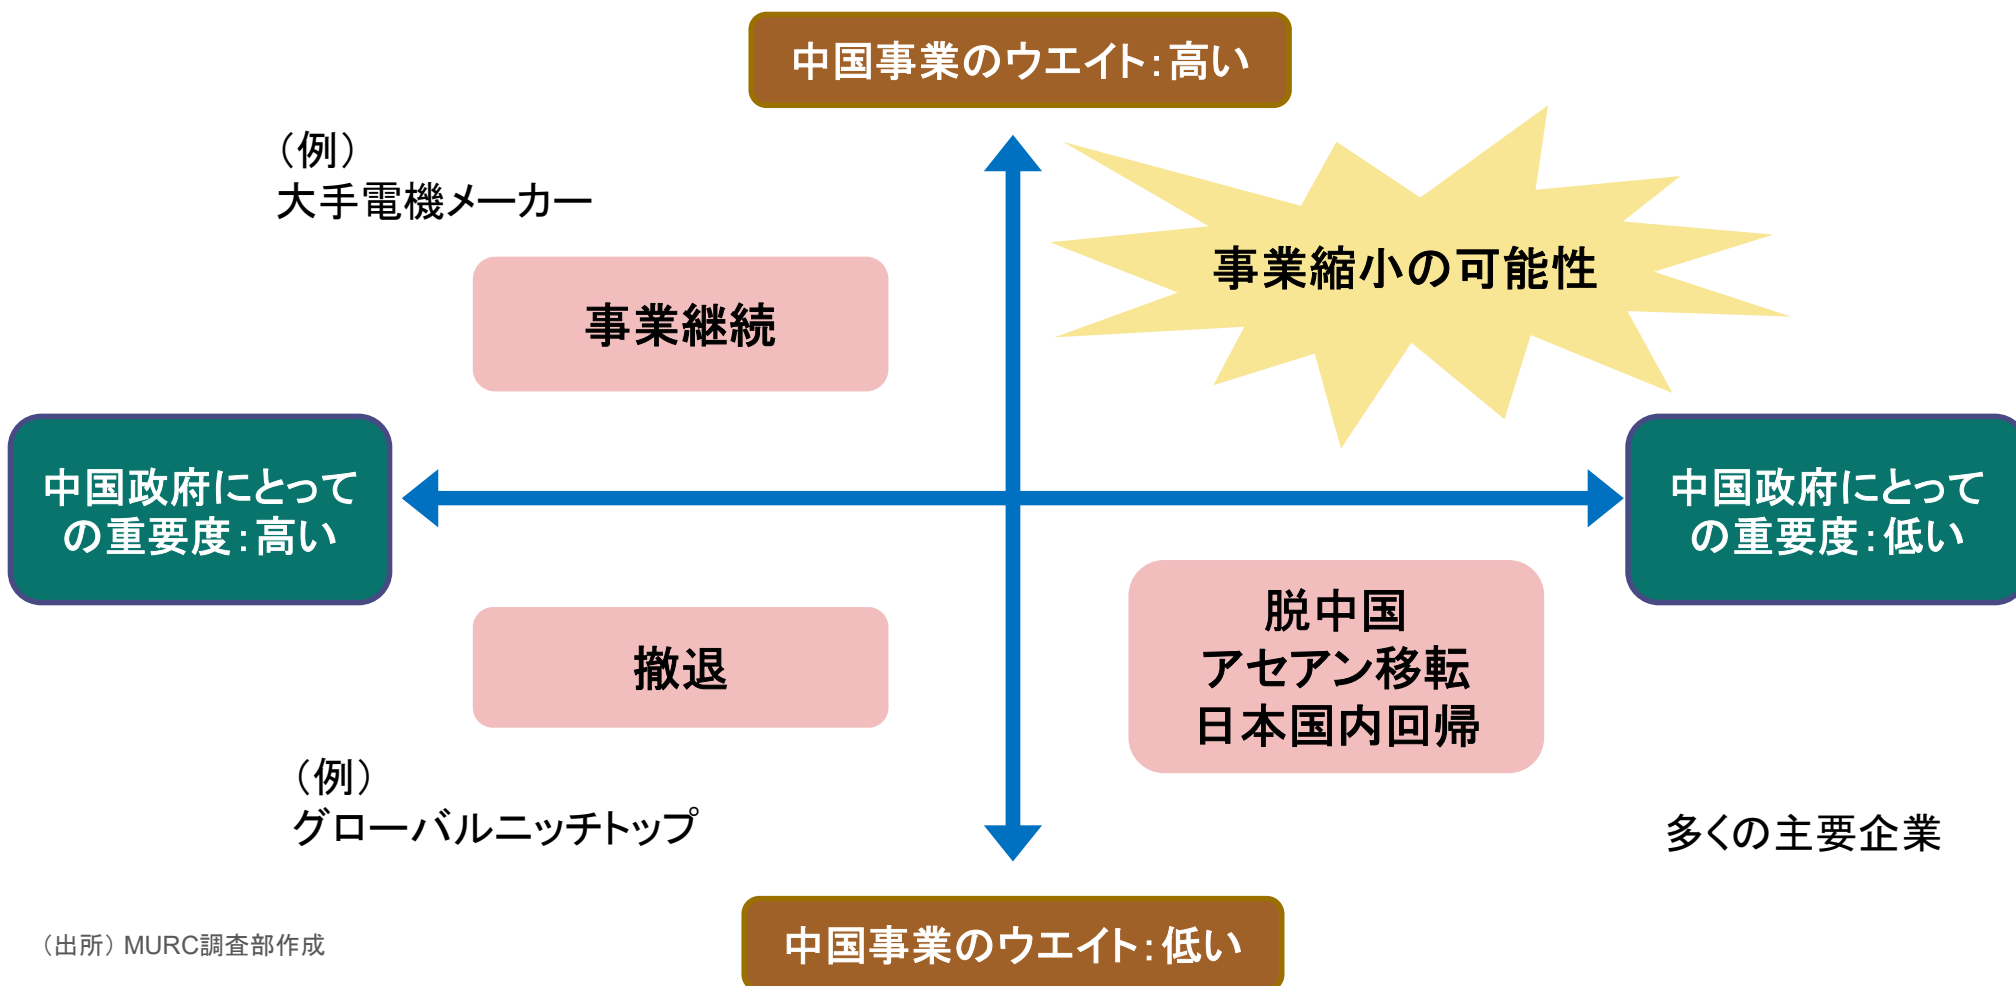 中国事業のウエイト：高い
（例）
大手電機メーカー
事業縮小の可能性
事業継続
中国政府にとって
の重要度：高い
中国政府にとって
の重要度：低い
撤退
脱中国
アセアン移転
日本国内回帰
（例）
グローバルニッチトップ
多くの主要企業
中国事業のウエイト：低い
（出所）MURC調査部作成